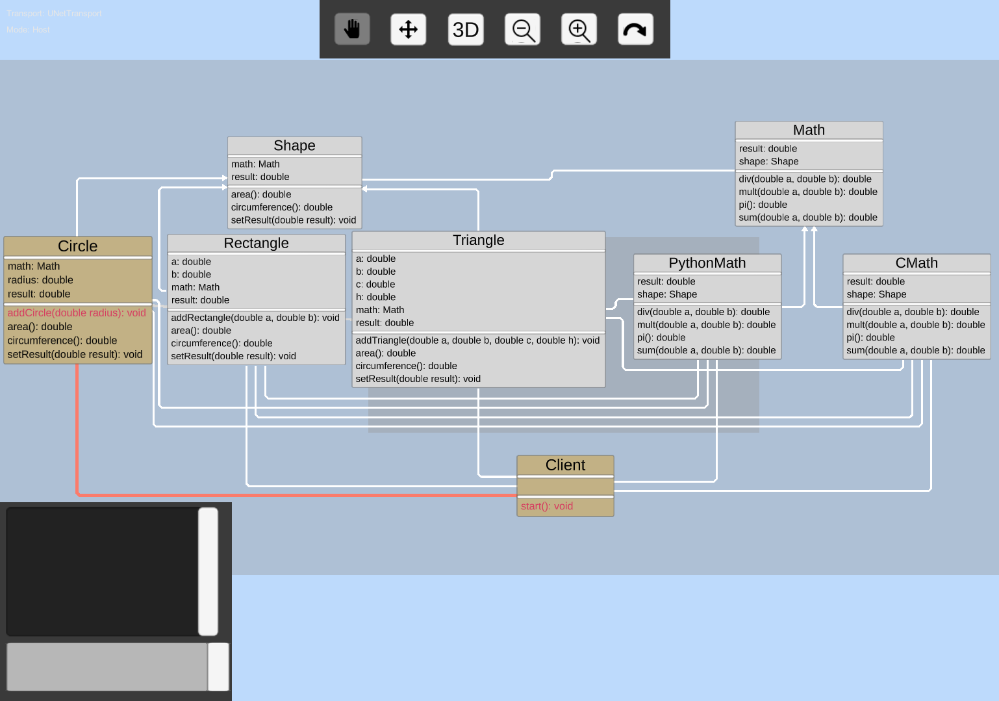 Transport: UNetTransport
Mode: Host
3D
Shape
math: Math
result: double
area(): double
circumference(): double
setResult(double result): void
Math
result: double
shape: Shape
div(double a, double b): double
mult(double a, double b): double
pi(): double
sum(double a, double b): double
Circle
math: Math
radius: double
result: double
addCircle(double radius): void
area(): double
circumference(): double
setResult(double result): void
Rectangle
a: double
b: double
math: Math
result: double
addRectangle(double a, double b): void
area(): double
circumference(): double
setResult(double result): void
Triangle
a: double
b: double
c: double
h: double
math: Math
result: double
addTriangle(double a, double b, double c, double h): void
area(): double
circumference(): double
setResult(double result): void
PythonMath
result: double
shape: Shape
div(double a, double b): double
mult(double a, double b): double
pi(): double
sum(double a, double b): double
CMath
result: double
shape: Shape
div(double a, double b): double
mult(double a, double b): double
pi(): double
sum(double a, double b): double
Client
start(): void